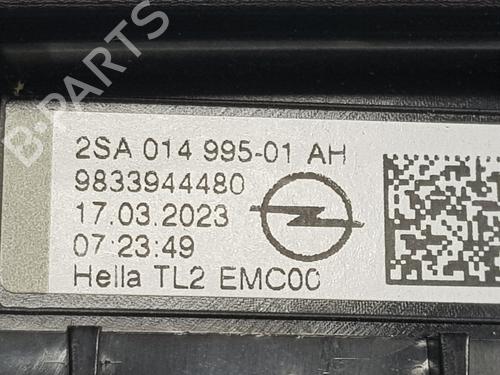 B-PARTS
2SA 014 995-01 AH
9833944480
17.03.2023
07:23:49
Hella TL2 EMC00